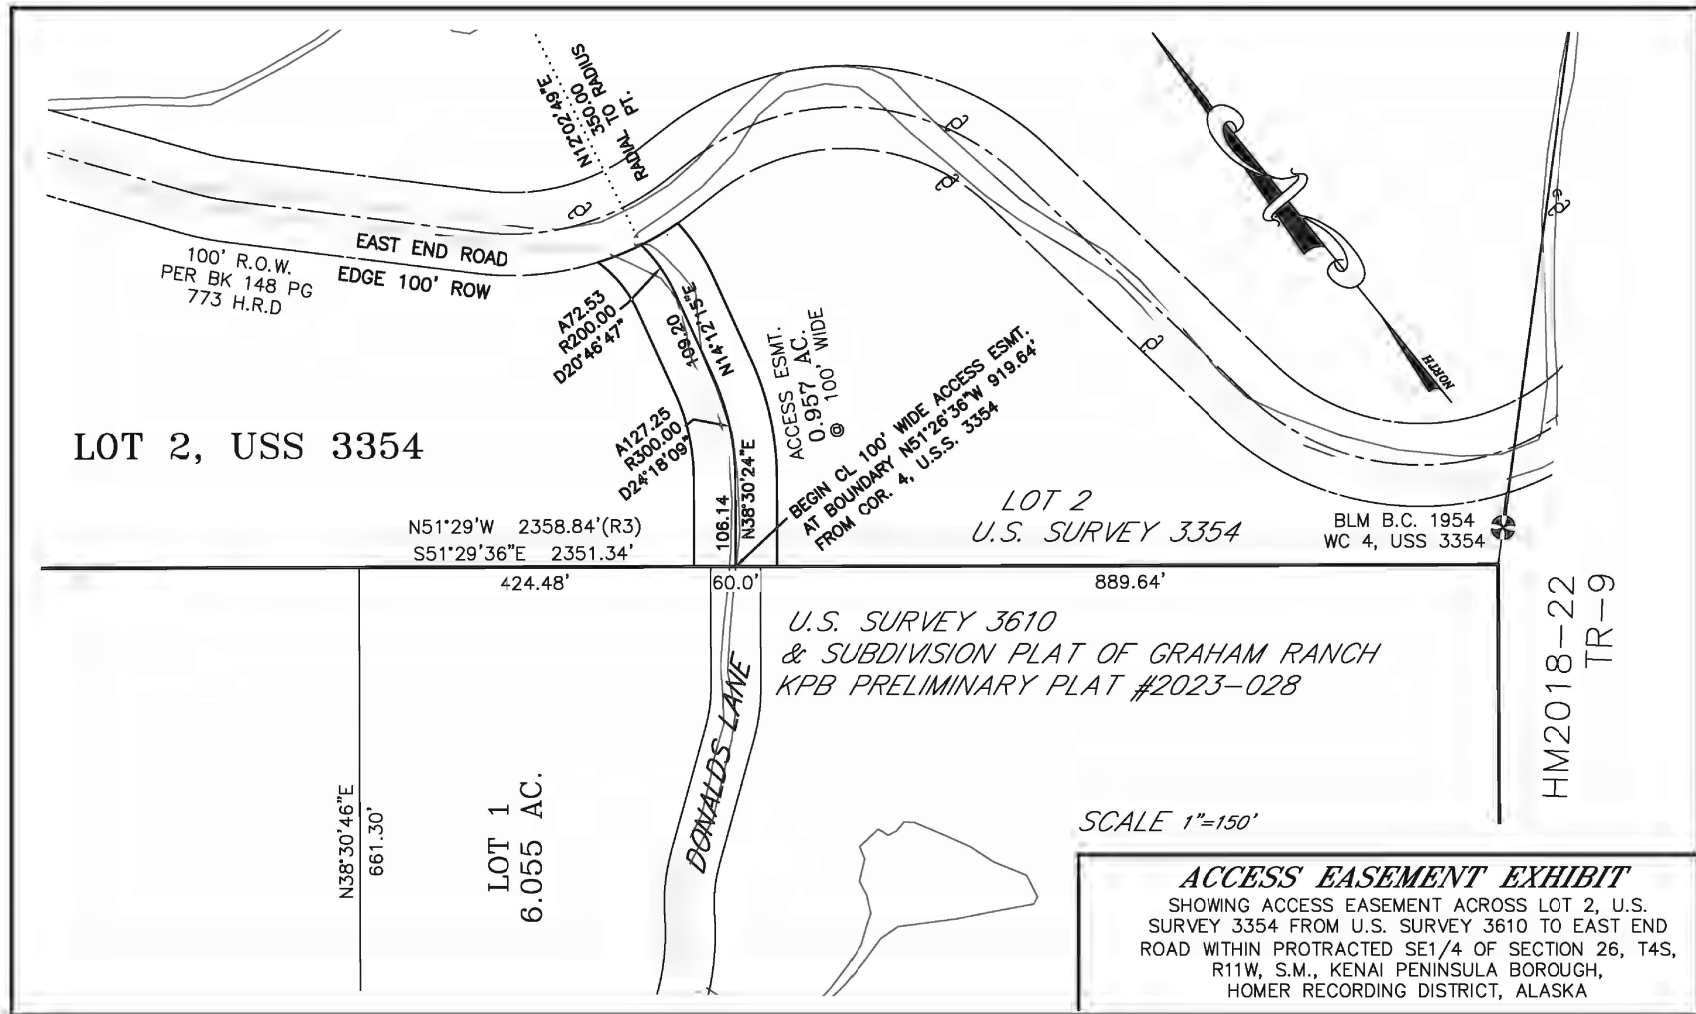 N12°02'49"E
350.00
RADIAL TO RADIUS
PT.
EAST END ROAD
EDGE 100' ROW
100' R.O.W.
PER BK 148 PG
773 H.R.D
A72.53
R200.00
D20°46'47"
109.20
N14°12'15"E
ACCESS ESMT.
0.957 AC.
@ 100' WIDE
NORTH
LOT 2, USS 3354
A127.25
R300.00
D24°18'09"
106.14
N38°30'24"E
BEGIN CL 100' WIDE ACCESS ESMT.
AT BOUNDARY N51°26'36"W 919.64'
FROM COR. 4, U.S.S. 3354
LOT 2
U.S. SURVEY 3354
BLM B.C. 1954
WC 4, USS 3354
N51°29'W 2358.84'(R3)
S51°29'36"E 2351.34'
424.48'
60.0'
889.64'
U.S. SURVEY 3610
& SUBDIVISION PLAT OF GRAHAM RANCH
KPB PRELIMINARY PLAT #2023-028
HM2018-22
TR-9
DONALDS LANE
N38°30'46"E
661.30'
LOT 1
6.055 AC.
SCALE 1"=150'
ACCESS EASEMENT EXHIBIT
SHOWING ACCESS EASEMENT ACROSS LOT 2, U.S.
SURVEY 3354 FROM U.S. SURVEY 3610 TO EAST END
ROAD WITHIN PROTRACTED SE1/4 OF SECTION 26, T4S,
R11W, S.M., KENAI PENINSULA BOROUGH,
HOMER RECORDING DISTRICT, ALASKA